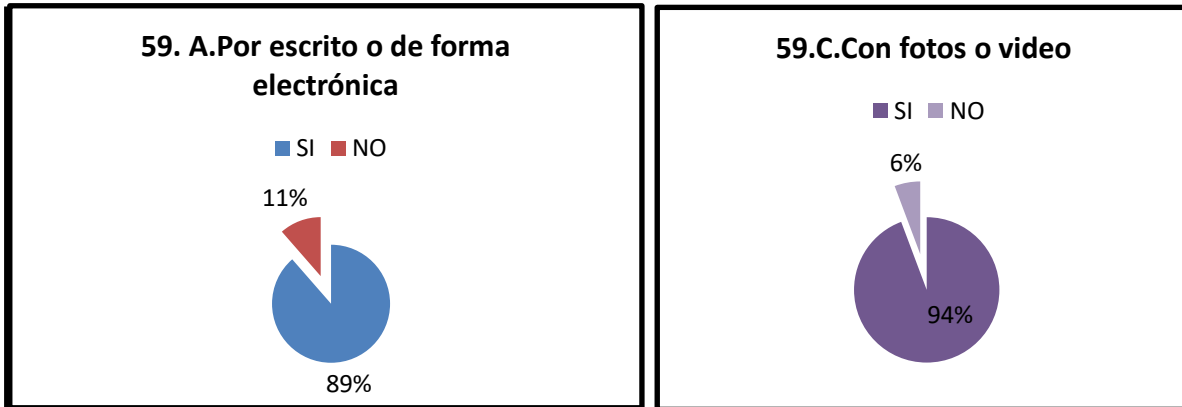 59. A.Por escrito o de forma
electrónica
SI NO
11%
89%
59.C.Con fotos o video
SI NO
6%
94%